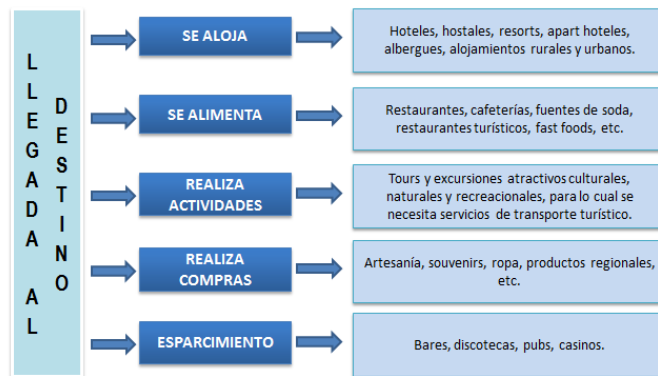 LLEGADA AL
DESTINO
SE ALOJA
Hoteles, hostales, resorts, apart hoteles,
albergues, alojamientos rurales y urbanos.
SE ALIMENTA
Restaurantes, cafeterías, fuentes de soda,
restaurantes turísticos, fast foods, etc.
REALIZA
ACTIVIDADES
Tours y excursiones atractivos culturales,
naturales y recreacionales, para lo cual se
necesita servicios de transporte turístico.
REALIZA
COMPRAS
Artesanía, souvenirs, ropa, productos regionales,
etc.
ESPARCIMIENTO
Bares, discotecas, pubs, casinos.